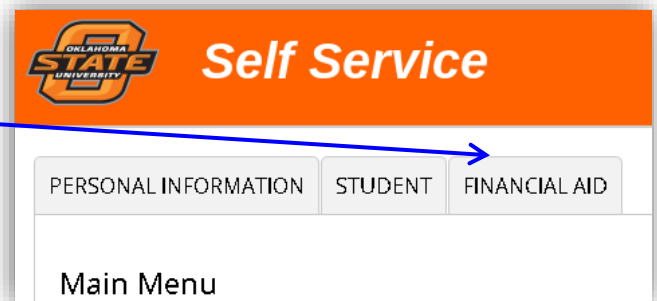 OKLAHOMA
STATE
UNIVERSITY
Self Service
PERSONAL INFORMATION STUDENT FINANCIAL AID
Main Menu